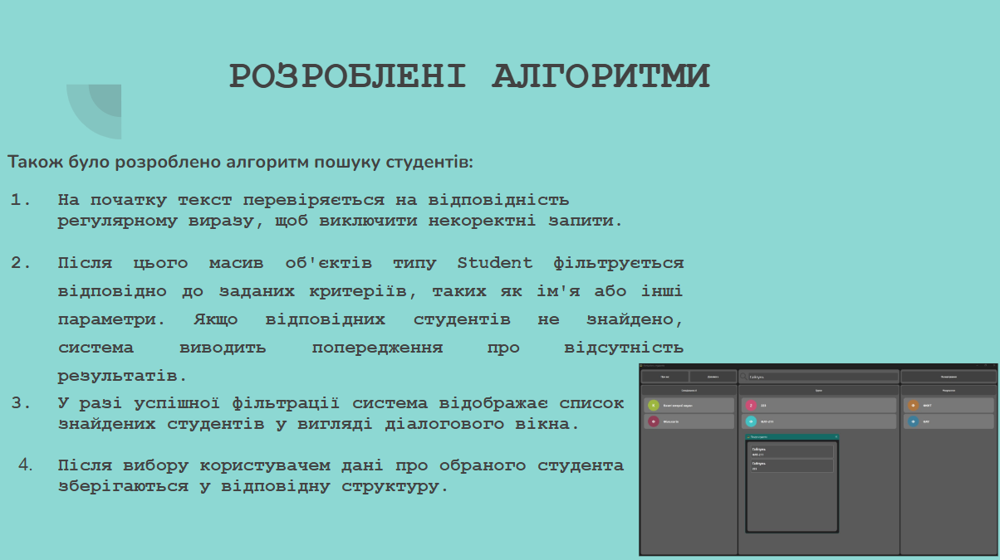 РОЗРОБЛЕНІ АЛГОРИТМИ
Також було розроблено алгоритм пошуку студентів:
1. На початку текст перевіряється на відповідність
регулярному виразу, щоб виключити некоректні запити.
2. Після цього масив об'єктів типу Student фільтрується
відповідно до заданих критеріїв, таких як ім'я або інші
параметри. Якщо відповідних студентів не знайдено,
система виводить попередження про відсутність
результатів.
3. У разі успішної фільтрації система відображає список
знайдених студентів у вигляді діалогового вікна.
4. Після вибору користувачем дані про обраного студента
зберігаються у відповідну структуру.